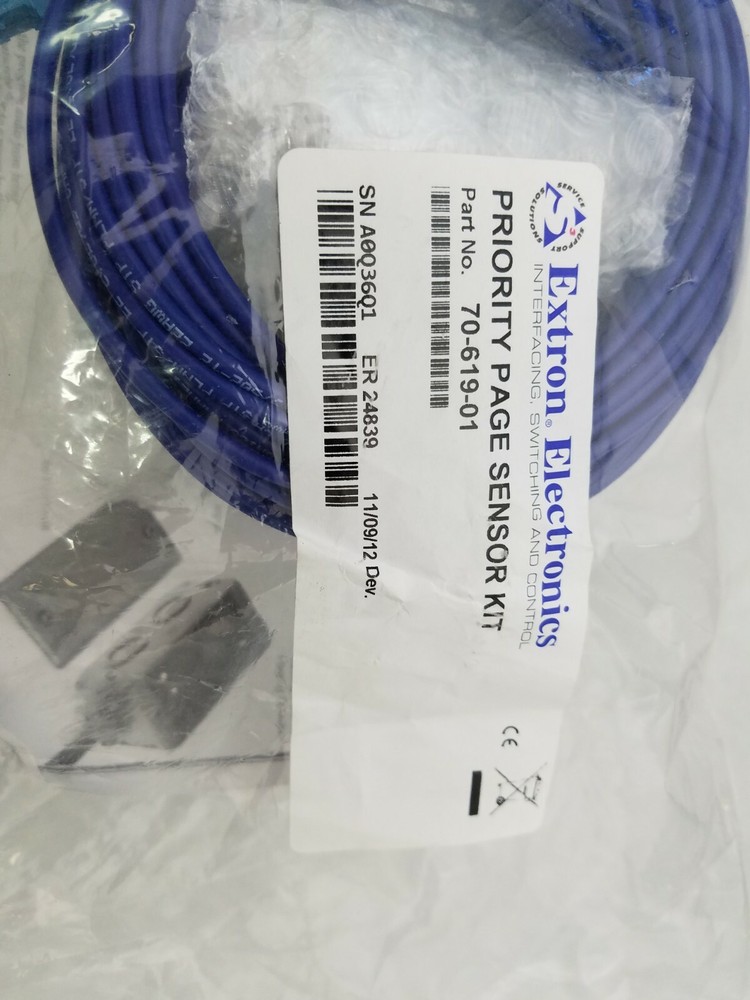 SERVICE SUPPORT SOLUTIONS
S3
Extron® Electronics
INTERFACING, SWITCHING AND CONTROL
PRIORITY PAGE SENSOR KIT
Part No. 70-619-01
SN A0Q36Q1 ER 24839 11/09/12 Dev.
CE